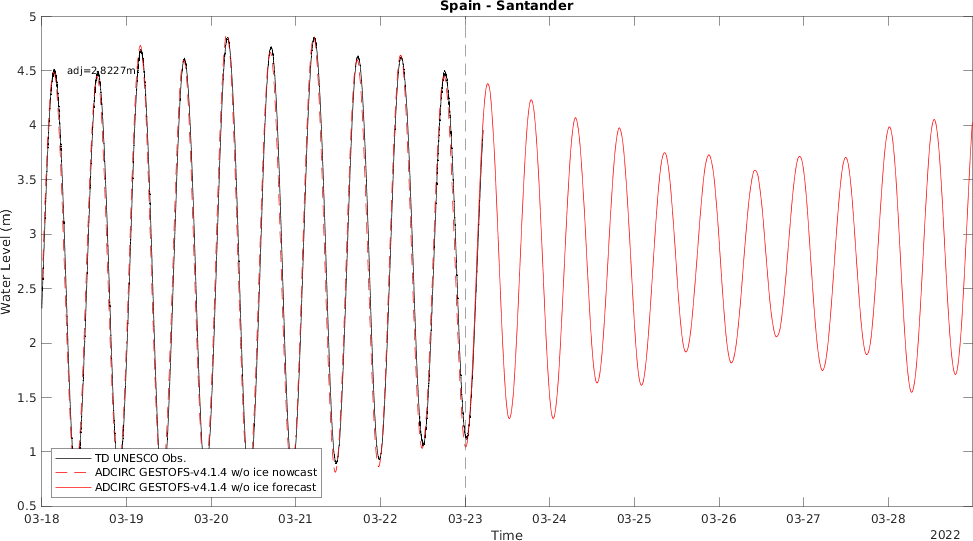 Spain - Santander
5
4.5
4
3.5
3
2.5
2
1.5
1
0.5
Water Level (m)
adj=2.8227m
TD UNESCO Obs.
ADCIRC GESTOFS-v4.1.4 w/o ice nowcast
ADCIRC GESTOFS-v4.1.4 w/o ice forecast
03-18 03-19 03-20 03-21 03-22 03-23 03-24 03-25 03-26 03-27 03-28
Time
2022